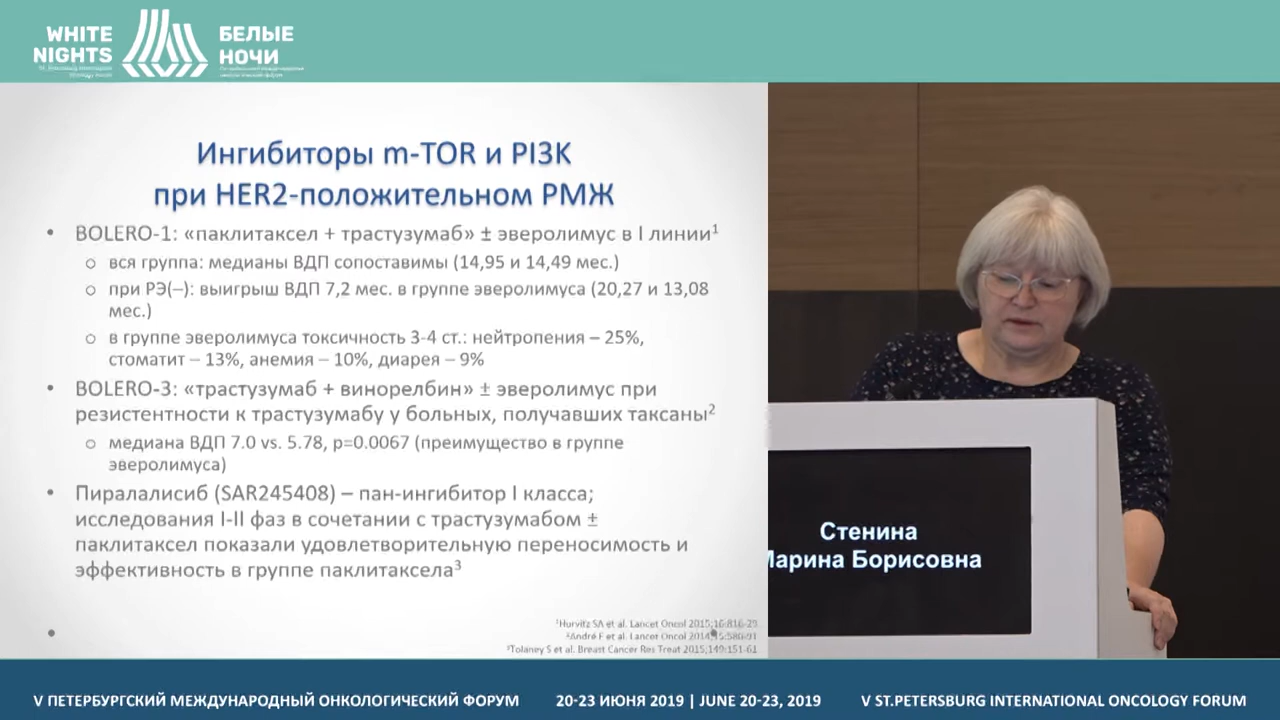 WHITE
NIGHTS
БЕЛЫЕ
НОЧИ
Ингибиторы m-TOR и PI3K
при HER2-положительном РМЖ
• BOLERO-1: «паклитаксел + трастузумаб» ± эверолимус в I линии¹
o вся группа: медианы ВДП сопоставимы (14,95 и 14,49 мес.)
o при РЭ(–): выигрыш ВДП 7,2 мес. в группе эверолимуса (20,27 и 13,08
мес.)
o в группе эверолимуса токсичность 3-4 ст.: нейтропения – 25%,
стоматит – 13%, анемия – 10%, диарея – 9%
• BOLERO-3: «трастузумаб + винорелбин» ± эверолимус при
резистентности к трастузумабу у больных, получавших таксаны²
o медиана ВДП 7.0 vs. 5.78, p=0.0067 (преимущество в группе
эверолимуса)
• Пиралалисиб (SAR245408) – пан-ингибитор I класса;
исследования I-II фаз в сочетании с трастузумабом ±
паклитаксел показали удовлетворительную переносимость и
эффективность в группе паклитаксела³
¹Hurvitz SA et al. Lancet Oncol 2015;16:816-29
²André F et al. Lancet Oncol 2014;15:580-91
³Tolaney S et al. Breast Cancer Res Treat 2015;149:151-61
Стенина
Марина Борисовна
V ПЕТЕРБУРГСКИЙ МЕЖДУНАРОДНЫЙ ОНКОЛОГИЧЕСКИЙ ФОРУМ 20-23 ИЮНЯ 2019 | JUNE 20-23, 2019 V ST.PETERSBURG INTERNATIONAL ONCOLOGY FORUM